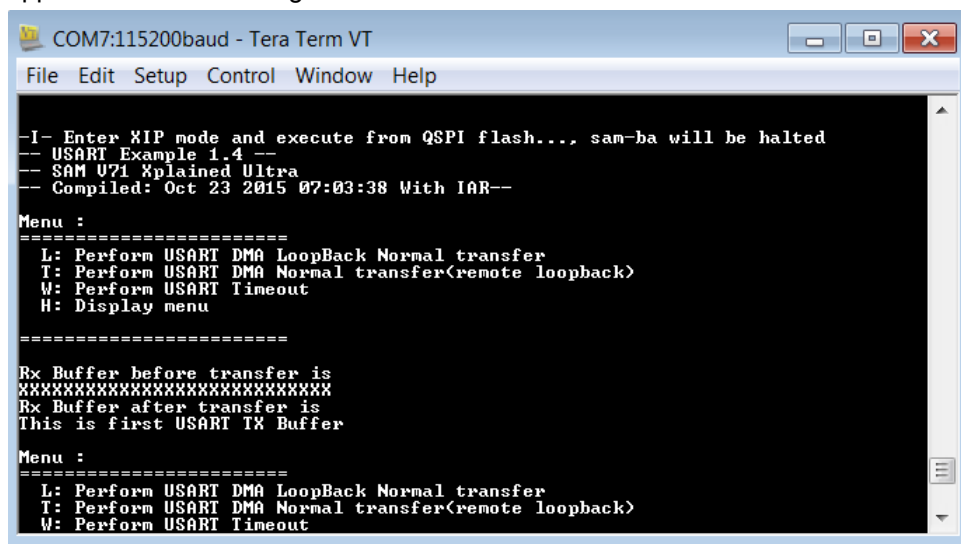 COM7:115200baud - Tera Term VT
File Edit Setup Control Window Help
-I- Enter XIP mode and execute from QSPI flash..., sam-ba will be halted
-- USART Example 1.4 --
-- SAM V71 Xplained Ultra
-- Compiled: Oct 23 2015 07:03:38 With IAR--
Menu :
========================
L: Perform USART DMA LoopBack Normal transfer
T: Perform USART DMA Normal transfer(remote loopback)
W: Perform USART Timeout
H: Display menu
========================
Rx Buffer before transfer is
XXXXXXXXXXXXXXXXXXXXXXXXXXXX
Rx Buffer after transfer is
This is first USART TX Buffer
Menu :
========================
L: Perform USART DMA LoopBack Normal transfer
T: Perform USART DMA Normal transfer(remote loopback)
W: Perform USART Timeout